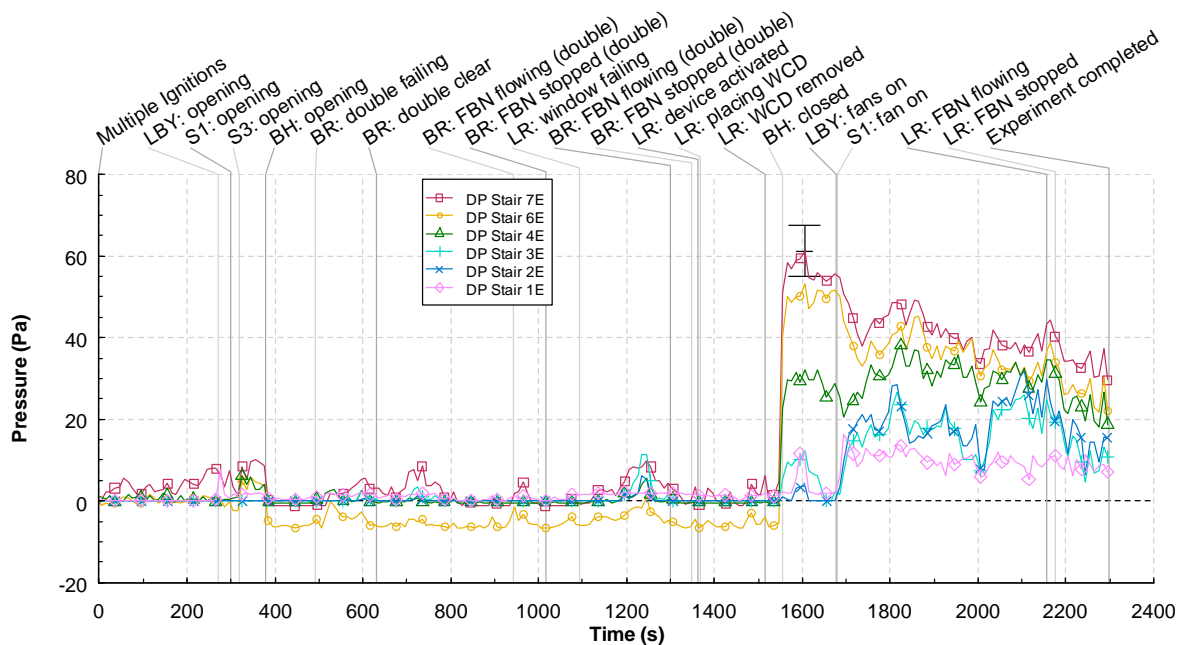 Multiple Ignitions
LBY: opening
S1: opening
S3: opening
BH: opening
BR: double failing
BR: double clear
BR: FBN flowing (double)
BR: FBN stopped (double)
LR: window failing
BR: FBN flowing (double)
BR: FBN stopped (double)
LR: device activated
LR: placing WCD
LR: WCD removed
BH: closed
LBY: fans on
S1: fan on
LR: FBN flowing
LR: FBN stopped
Experiment completed
80
60
40
20
0
-20
Pressure (Pa)
DP Stair 7E
DP Stair 6E
DP Stair 4E
DP Stair 3E
DP Stair 2E
DP Stair 1E
0 200 400 600 800 1000 1200 1400 1600 1800 2000 2200 2400
Time (s)